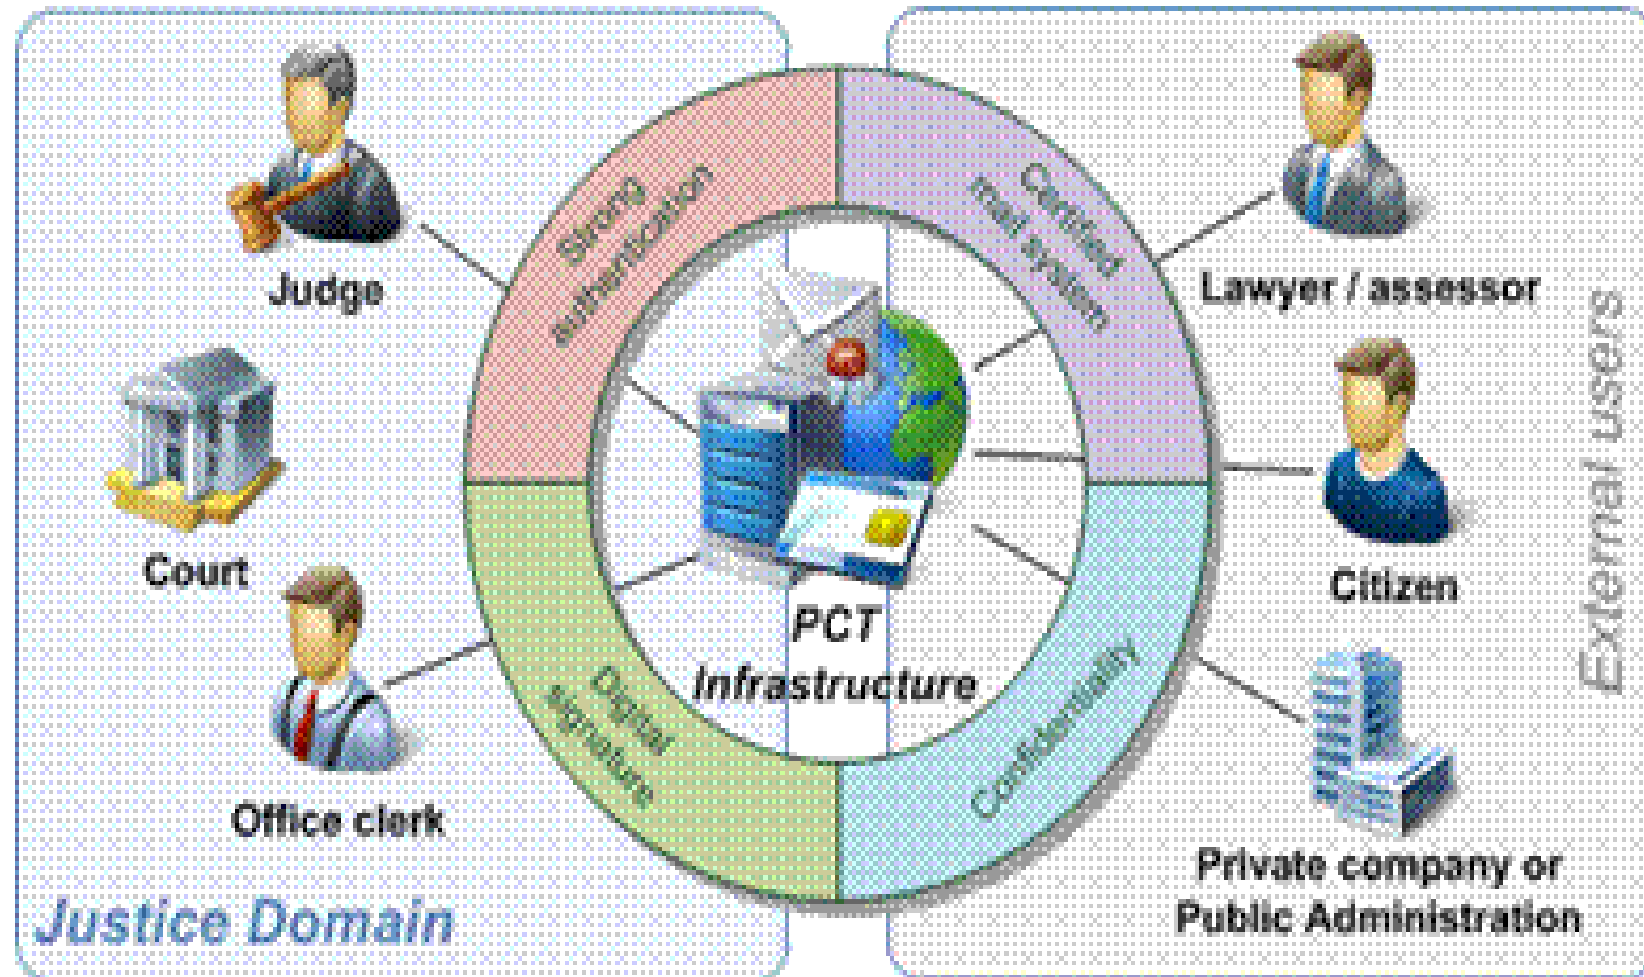 Judge
Court
Office clerk
Justice Domain
Strong
authentication
Certified
mail system
Digital
signature
Confidentiality
PCT
Infrastructure
Lawyer / assessor
Citizen
Private company or
Public Administration
External users